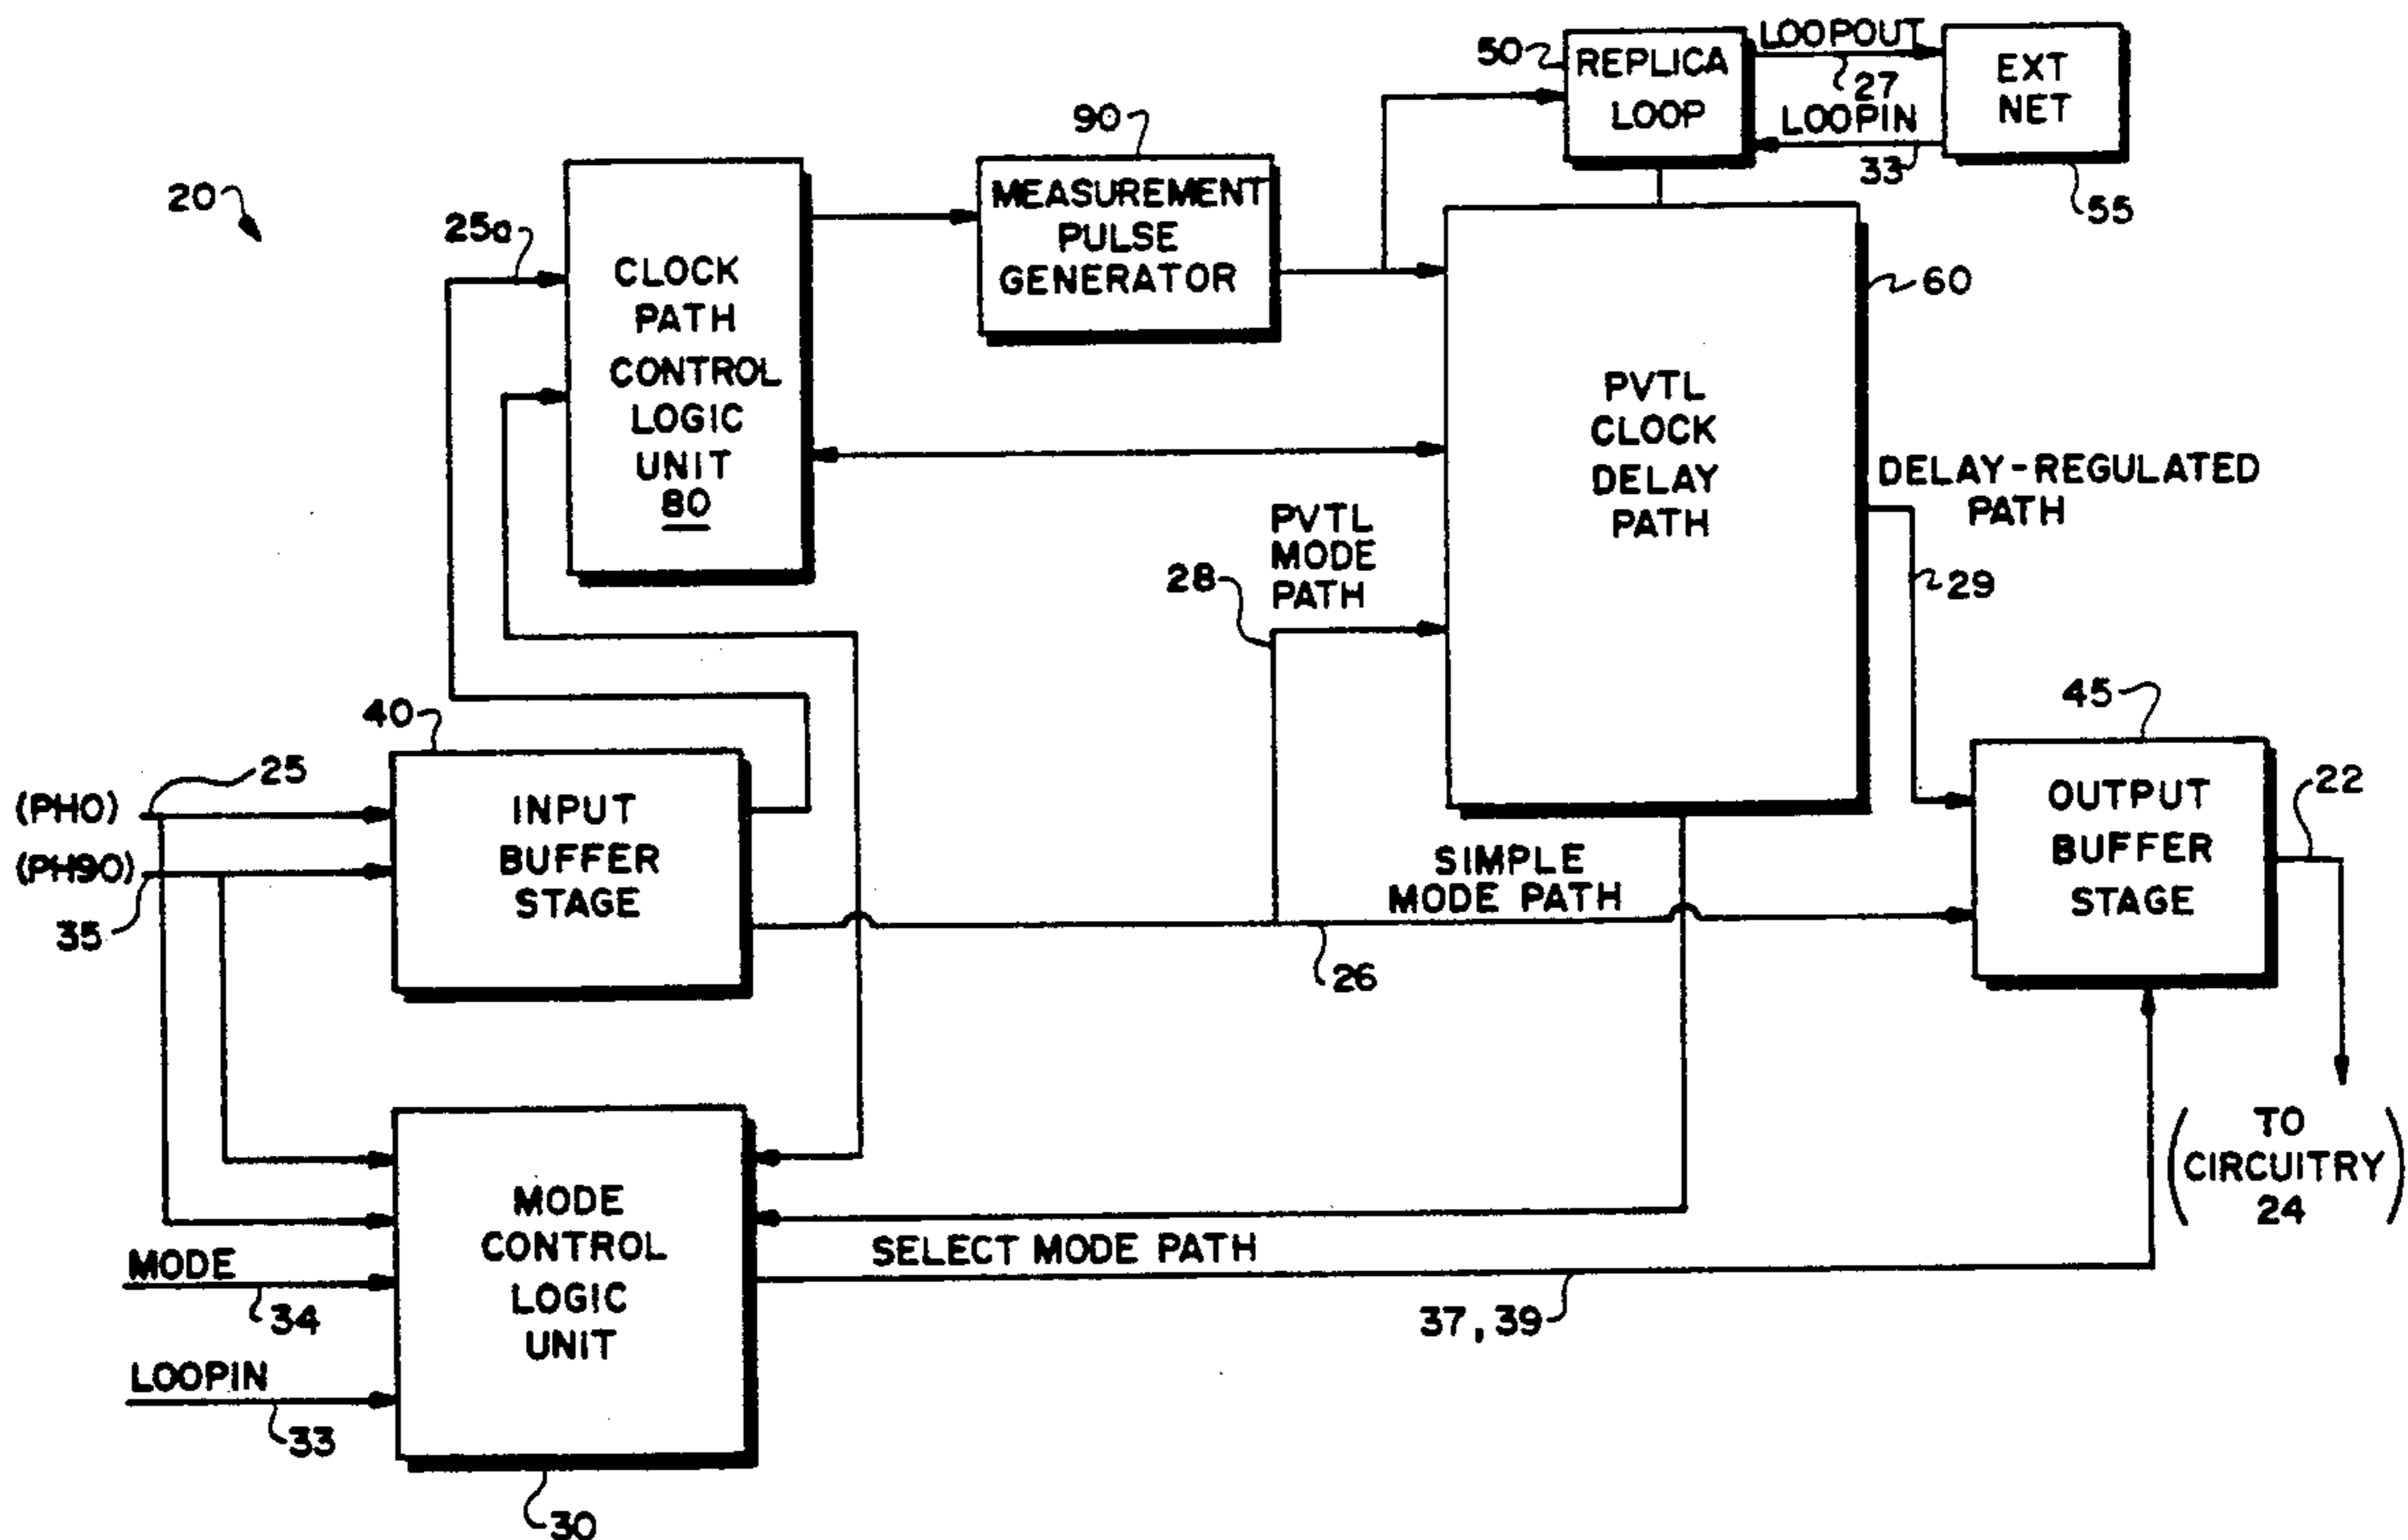 20
25a
CLOCK
PATH
CONTROL
LOGIC
UNIT
80
90
MEASUREMENT
PULSE
GENERATOR
50
REPLICA
LOOP
LOOPOUT
27
LOOPIN
33
EXT
NET
55
60
PVTL
CLOCK
DELAY
PATH
DELAY-REGULATED
PATH
29
PVTL
MODE
PATH
28
40
(PH0)
25
(PH90)
35
INPUT
BUFFER
STAGE
SIMPLE
MODE PATH
26
45
OUTPUT
BUFFER
STAGE
22
(TO
CIRCUITRY
24)
MODE
34
LOOPIN
33
MODE
CONTROL
LOGIC
UNIT
30
SELECT MODE PATH
37, 39